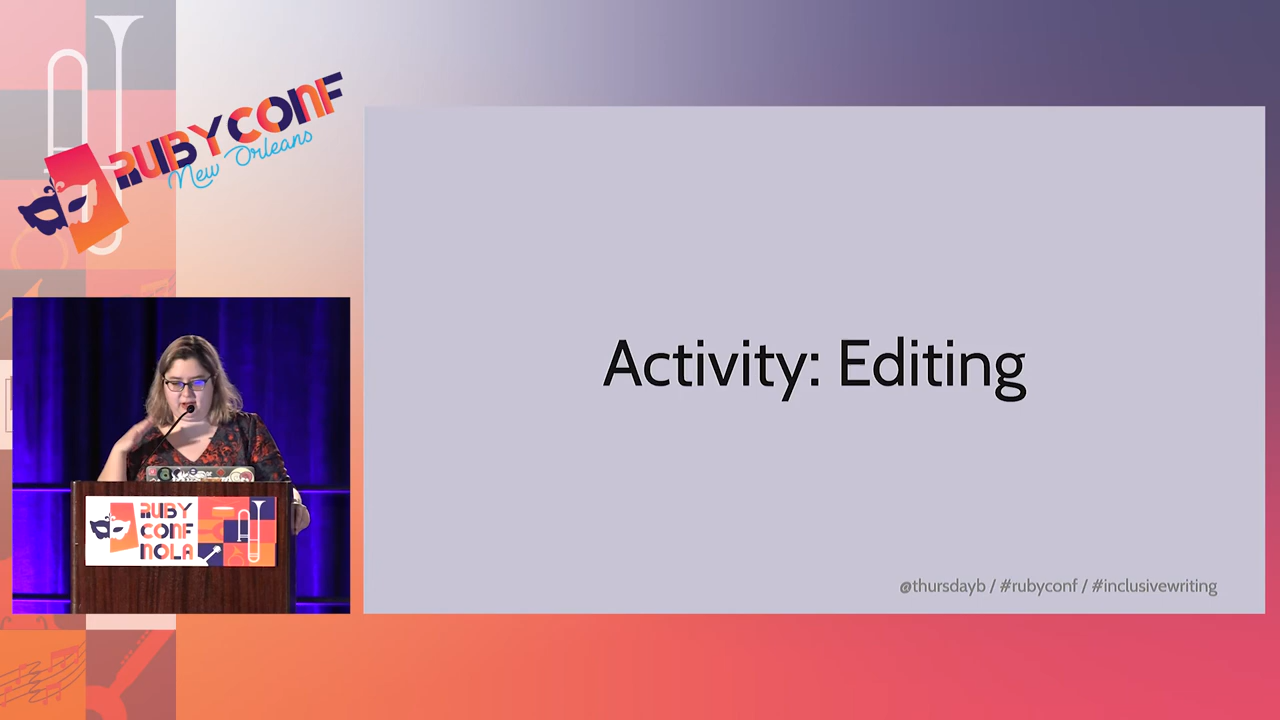 RUBYCONF
New Orleans
Activity: Editing
@thursdayb / #rubyconf / #inclusivewriting
RUBY
CONF
NOLA